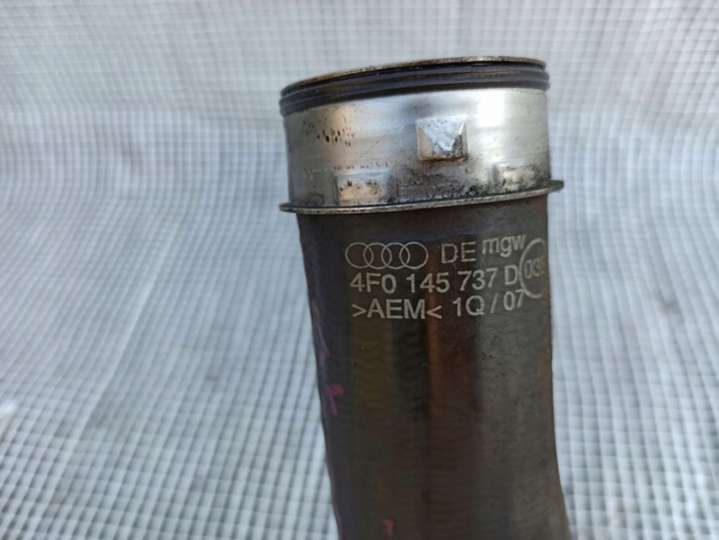 DE mgw
4F0 145 737 D
>AEM< 1Q/07